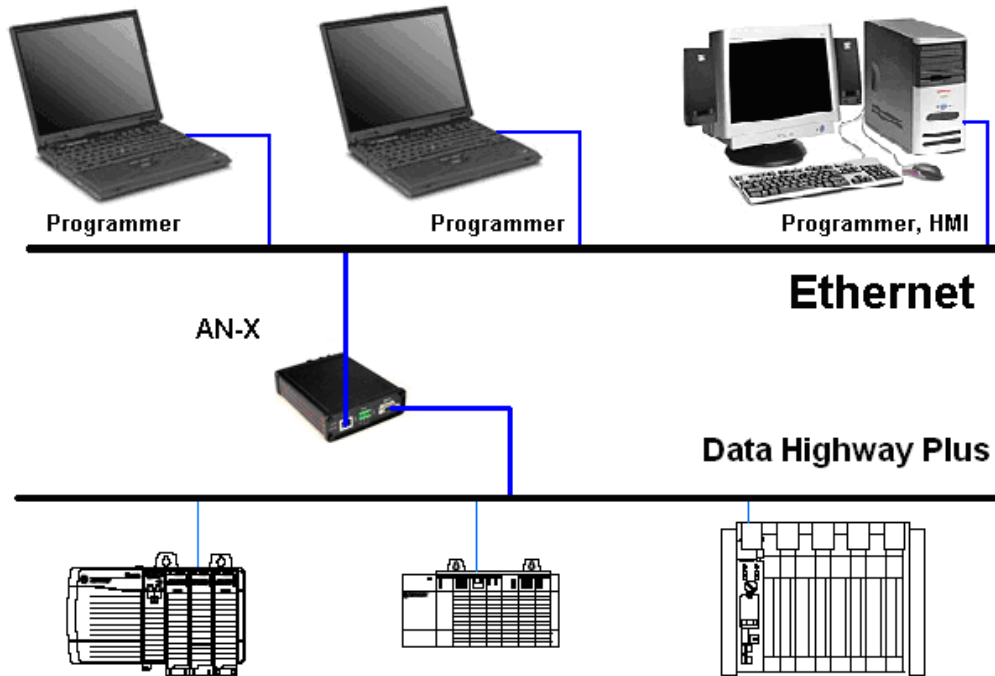 Programmer
Programmer
Programmer, HMI
Ethernet
AN-X
Data Highway Plus